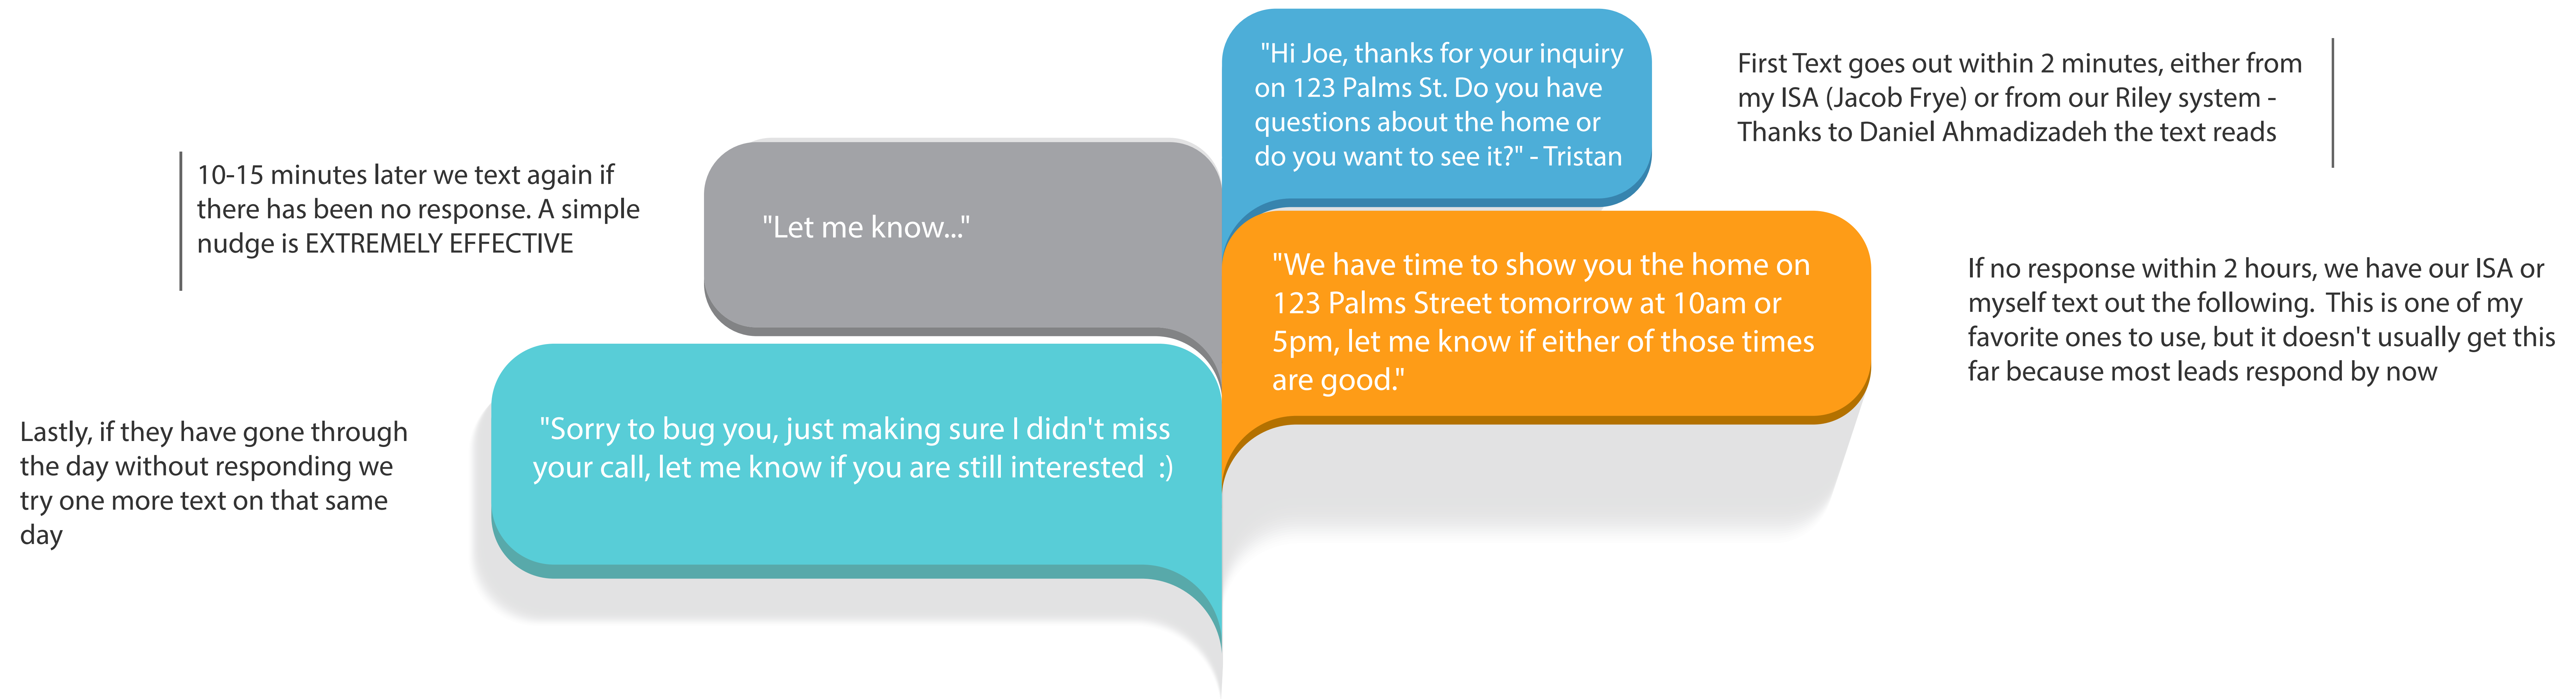 "Hi Joe, thanks for your inquiry
on 123 Palms St. Do you have
questions about the home or
do you want to see it?" - Tristan
First Text goes out within 2 minutes, either from
my ISA (Jacob Frye) or from our Riley system -
Thanks to Daniel Ahmadizadeh the text reads
10-15 minutes later we text again if
there has been no response. A simple
nudge is EXTREMELY EFFECTIVE
"Let me know..."
"We have time to show you the home on
123 Palms Street tomorrow at 10am or
5pm, let me know if either of those times
are good."
If no response within 2 hours, we have our ISA or
myself text out the following.  This is one of my
favorite ones to use, but it doesn't usually get this
far because most leads respond by now
Lastly, if they have gone through
the day without responding we
try one more text on that same
day
"Sorry to bug you, just making sure I didn't miss
your call, let me know if you are still interested  :)